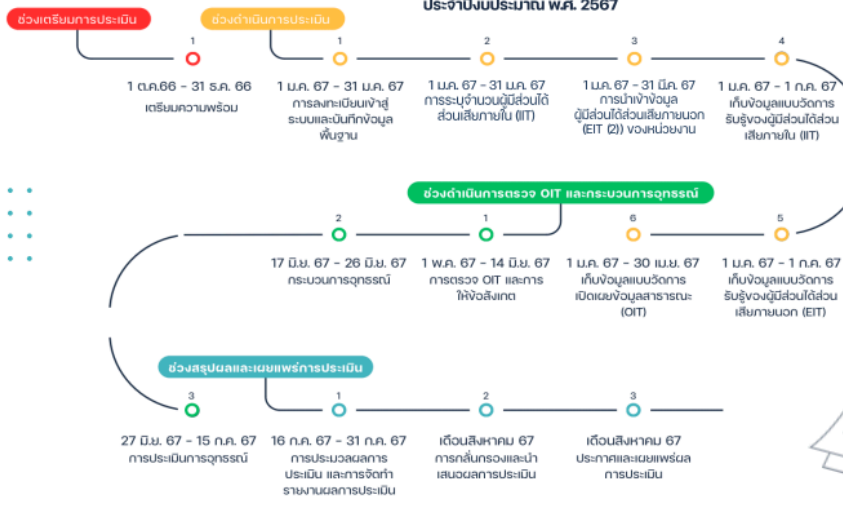 ประจำปีงบประมาณ พ.ศ. 2567
ช่วงเตรียมการประเมิน
ช่วงดำเนินการประเมิน
1
1
2
3
4
1 ต.ค.66 - 31 ธ.ค. 66
เตรียมความพร้อม
1 ม.ค. 67 - 31 ม.ค. 67
การลงทะเบียนเข้าสู่
ระบบและบันทึกข้อมูล
พื้นฐาน
1 ม.ค. 67 - 31 ม.ค. 67
การระบุจำนวนผู้มีส่วนได้
ส่วนเสียภายใน (IIT)
1 ม.ค. 67 - 31 มี.ค. 67
การนำเข้าข้อมูล
ผู้มีส่วนได้ส่วนเสียภายนอก
(EIT (2)) ของหน่วยงาน
1 ม.ค. 67 - 1 ก.ค. 67
เก็บข้อมูลแบบวัดการ
รับรู้ของผู้มีส่วนได้ส่วน
เสียภายใน (IIT)
ช่วงดำเนินการตรวจ OIT และกระบวนการอุทธรณ์
2
1
6
5
17 มิ.ย. 67 - 26 มิ.ย. 67
กระบวนการอุทธรณ์
1 พ.ค. 67 - 14 มิ.ย. 67
การตรวจ OIT และการ
ให้ข้อสังเกต
1 ม.ค. 67 - 30 เม.ย. 67
เก็บข้อมูลแบบวัดการ
เปิดเผยข้อมูลสาธารณะ
(OIT)
1 ม.ค. 67 - 1 ก.ค. 67
เก็บข้อมูลแบบวัดการ
รับรู้ของผู้มีส่วนได้ส่วน
เสียภายนอก (EIT)
ช่วงสรุปผลและเผยแพร่การประเมิน
3
1
2
3
27 มิ.ย. 67 - 15 ก.ค. 67
การประเมินการอุทธรณ์
16 ก.ค. 67 - 31 ก.ค. 67
การประมวลผลการ
ประเมิน และการจัดทำ
รายงานผลการประเมิน
เดือนสิงหาคม 67
การกลั่นกรองและนำ
เสนอผลการประเมิน
เดือนสิงหาคม 67
ประกาศและเผยแพร่ผล
การประเมิน